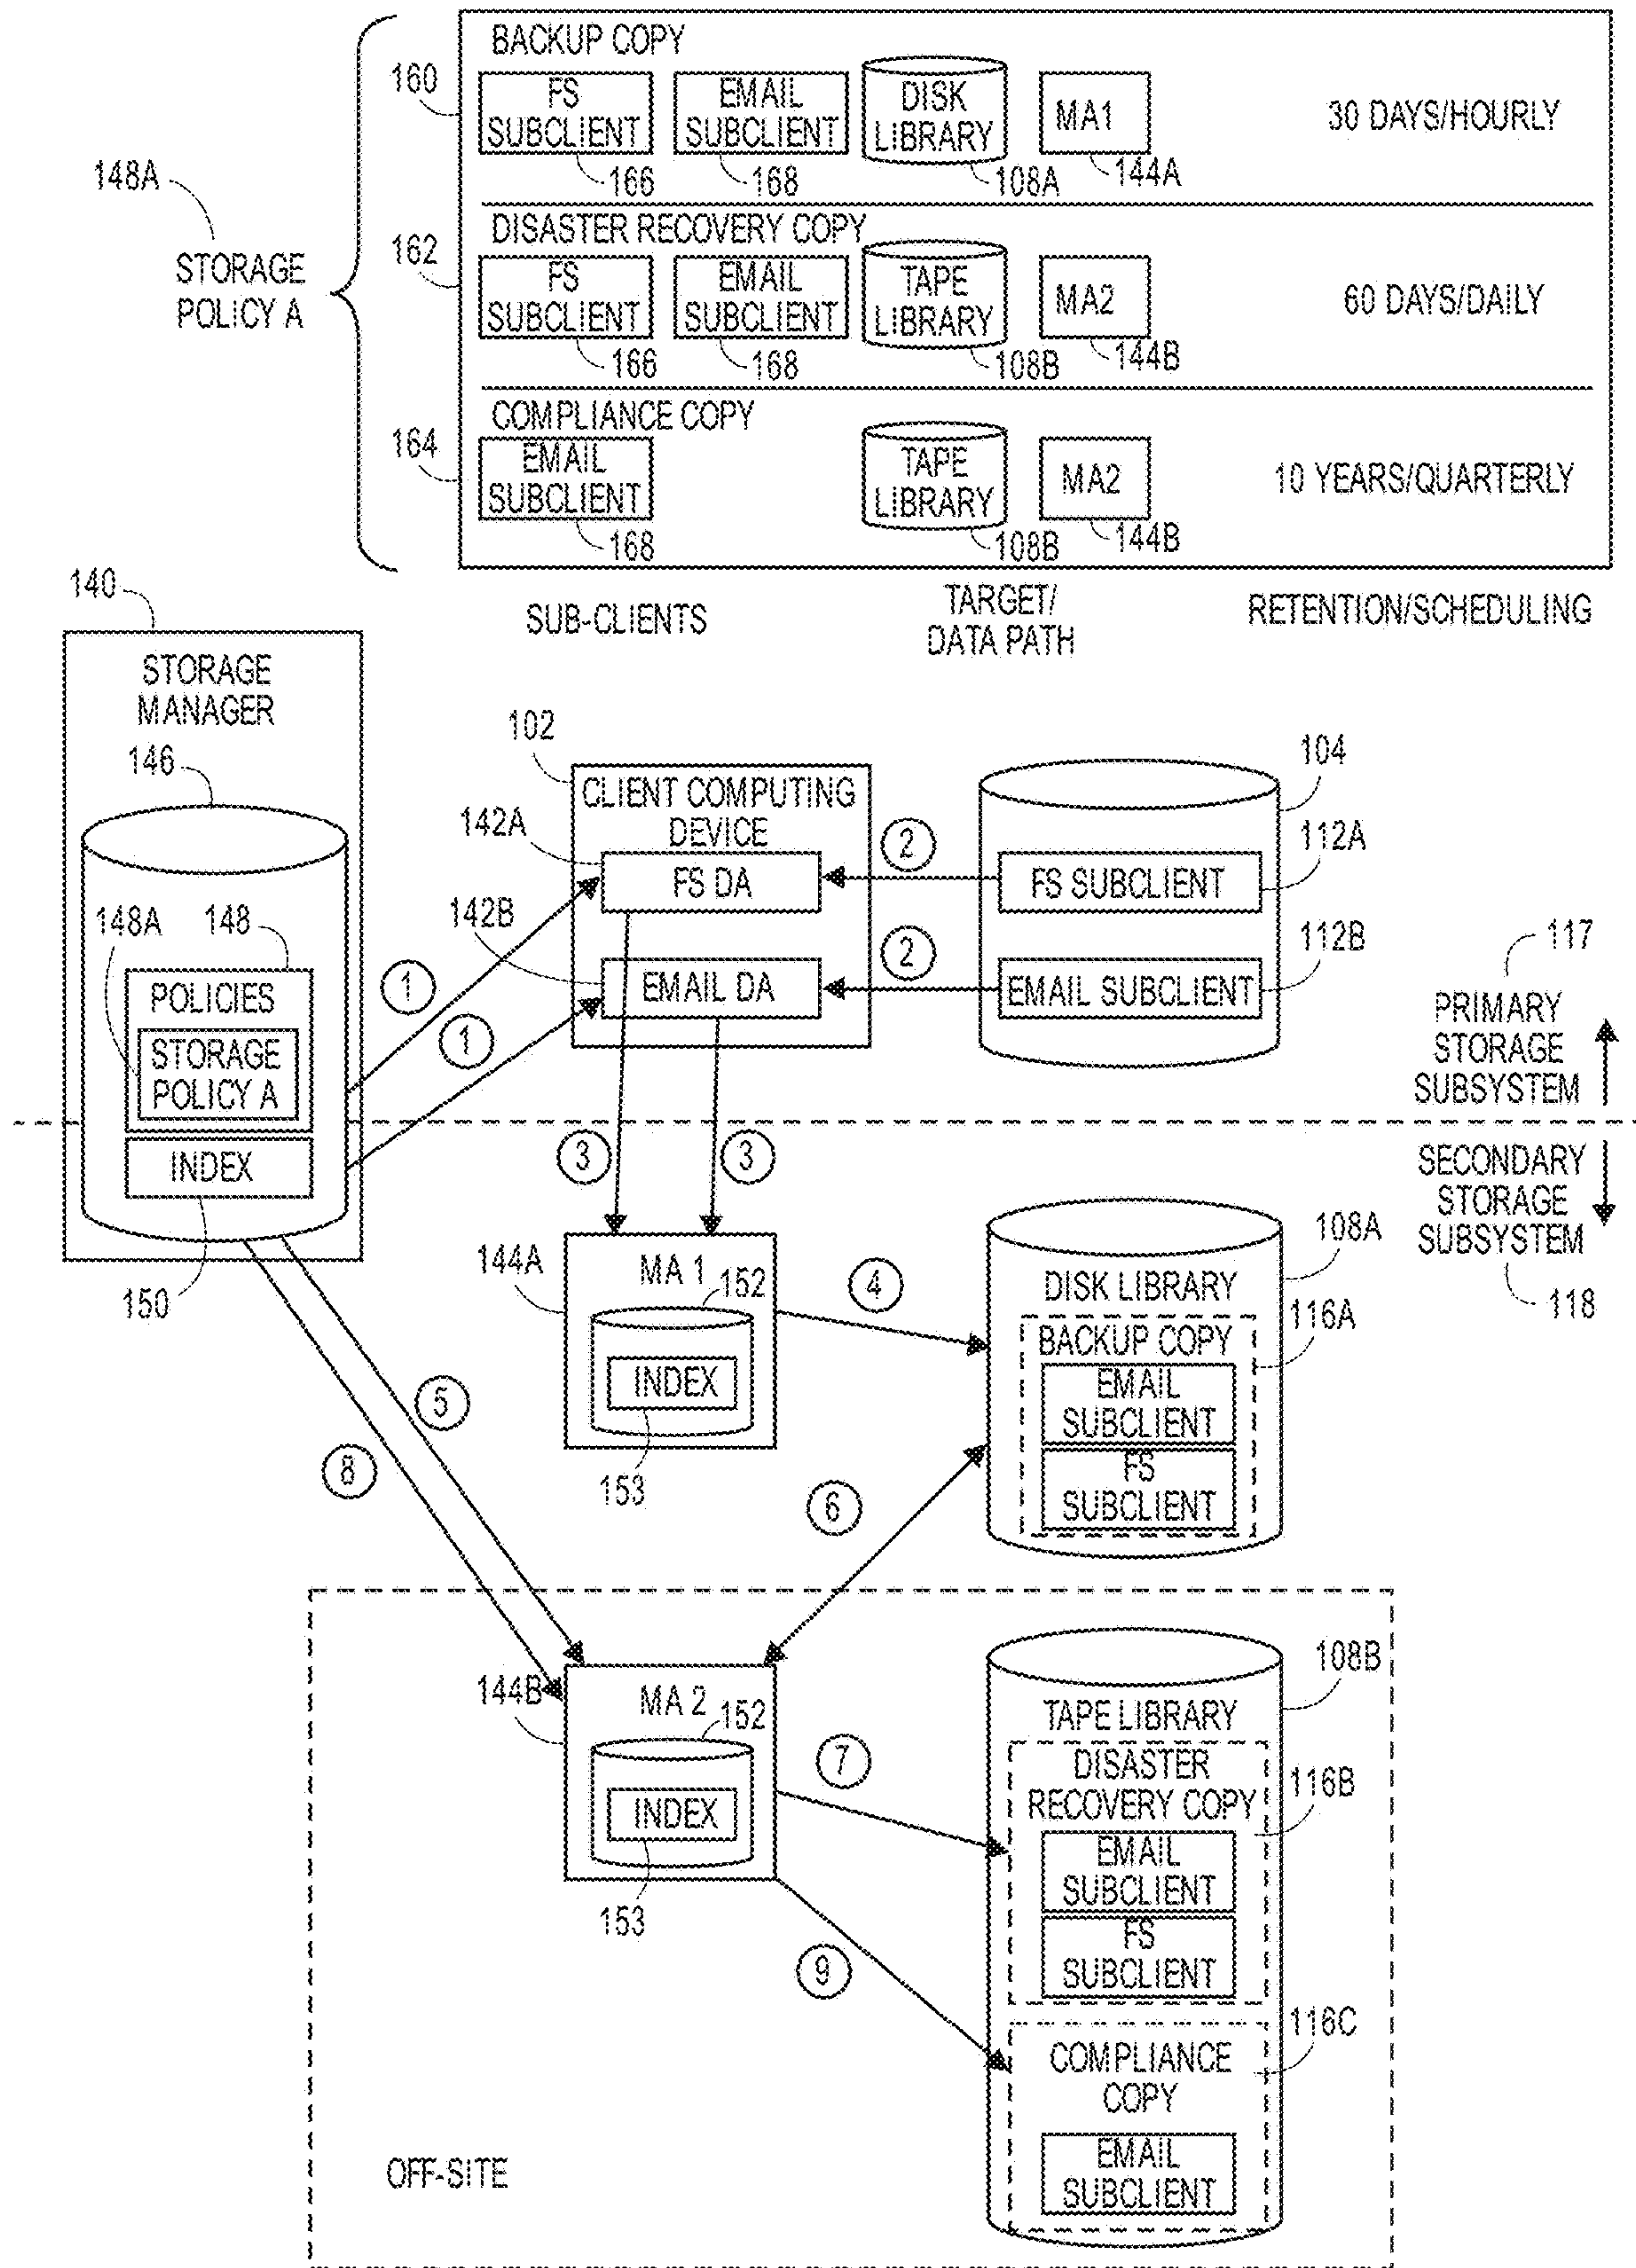 BACKUP COPY
160
FS
SUBCLIENT
166
EMAIL
SUBCLIENT
168
DISK
LIBRARY
108A
MA1
144A
30 DAYS/HOURLY
148A
STORAGE
POLICY A
DISASTER RECOVERY COPY
162
FS
SUBCLIENT
166
EMAIL
SUBCLIENT
168
TAPE
LIBRARY
108B
MA2
144B
60 DAYS/DAILY
COMPLIANCE COPY
164
EMAIL
SUBCLIENT
168
TAPE
LIBRARY
108B
MA2
144B
10 YEARS/QUARTERLY
SUB-CLIENTS
TARGET/
DATA PATH
RETENTION/SCHEDULING
140
STORAGE
MANAGER
146
148A
148
POLICIES
STORAGE
POLICY A
INDEX
150
102
CLIENT COMPUTING
DEVICE
142A
FS DA
142B
EMAIL DA
1
1
2
2
104
112A
FS SUBCLIENT
112B
EMAIL SUBCLIENT
117
PRIMARY
STORAGE
SUBSYSTEM
SECONDARY
STORAGE
SUBSYSTEM
118
3
3
144A
MA 1
152
INDEX
153
4
108A
DISK LIBRARY
116A
BACKUP COPY
EMAIL
SUBCLIENT
FS
SUBCLIENT
5
8
6
144B
MA 2
152
INDEX
153
7
9
108B
TAPE LIBRARY
DISASTER
RECOVERY COPY
116B
EMAIL
SUBCLIENT
FS
SUBCLIENT
116C
COMPLIANCE
COPY
EMAIL
SUBCLIENT
OFF-SITE